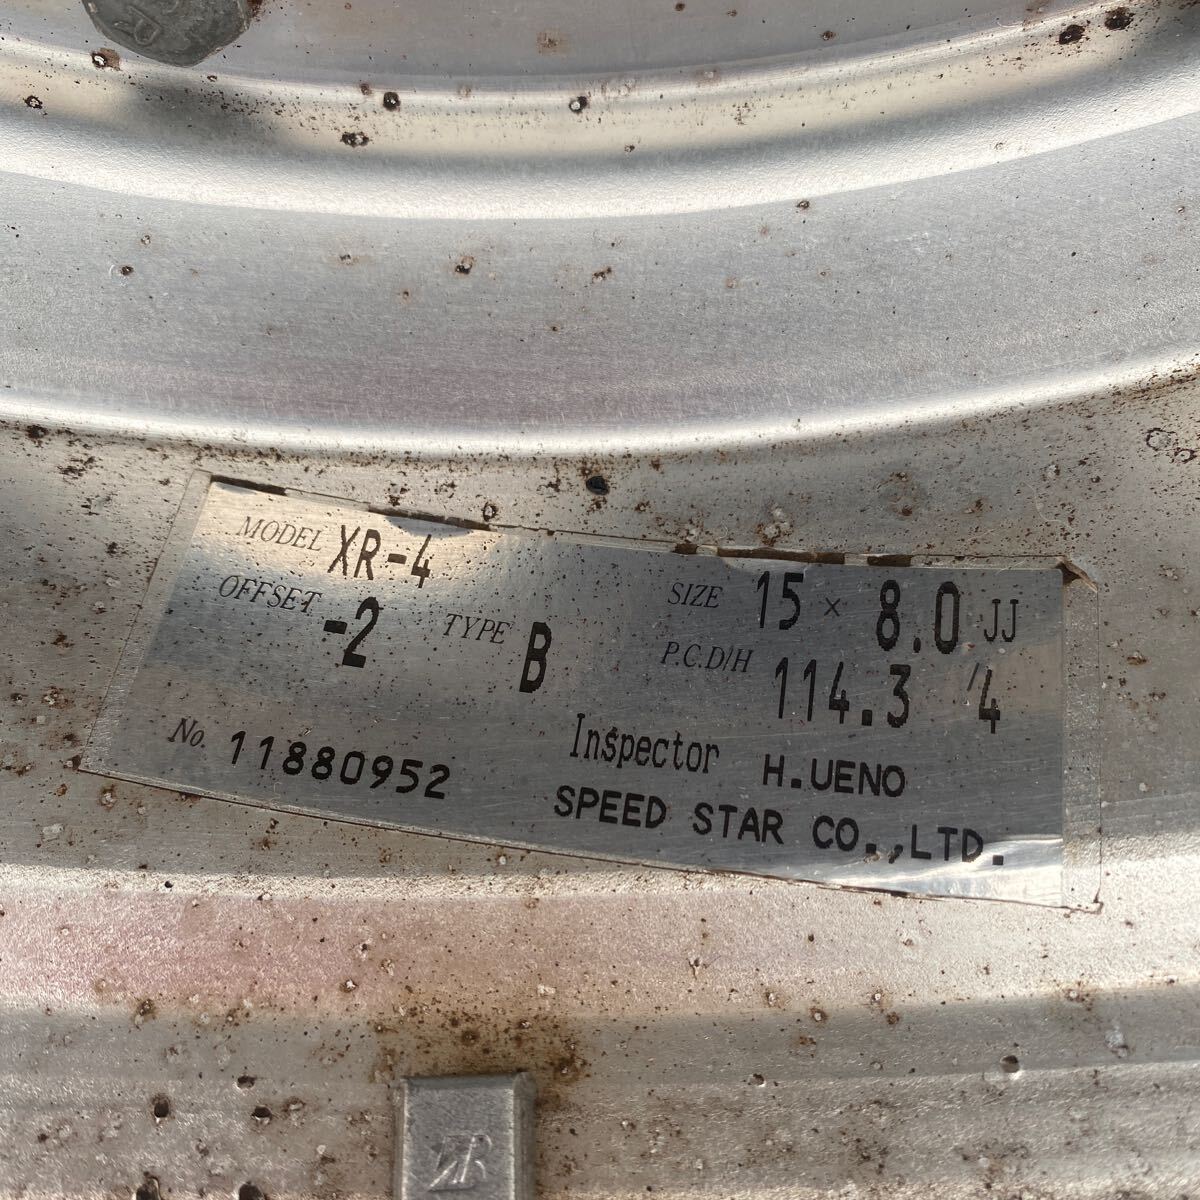 MODEL XR-4
OFFSET -2 TYPE B
SIZE 15 × 8.0 JJ
P.C.D/H 114.3 /4
No. 11880952
Inspector H.UENO
SPEED STAR CO.,LTD.